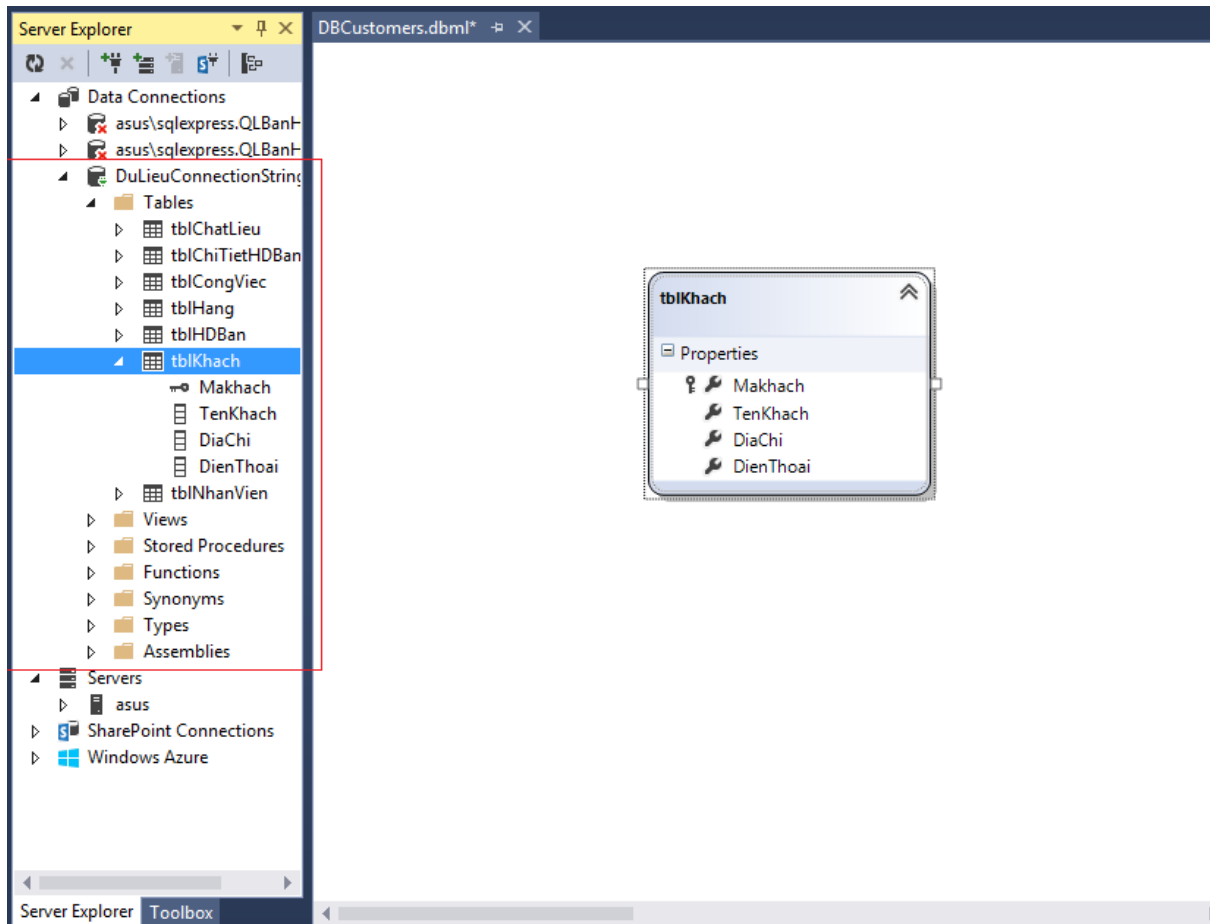 Server Explorer
Data Connections
asus\sqlexpress.QLBanH
asus\sqlexpress.QLBanH
DuLieuConnectionString
Tables
tblChatLieu
tblChiTietHDBan
tblCongViec
tblHang
tblHDBan
tblKhach
Makhach
TenKhach
DiaChi
DienThoai
tblNhanVien
Views
Stored Procedures
Functions
Synonyms
Types
Assemblies
Servers
asus
SharePoint Connections
Windows Azure
Server Explorer Toolbox
DBCustomers.dbml*
tblKhach
Properties
Makhach
TenKhach
DiaChi
DienThoai